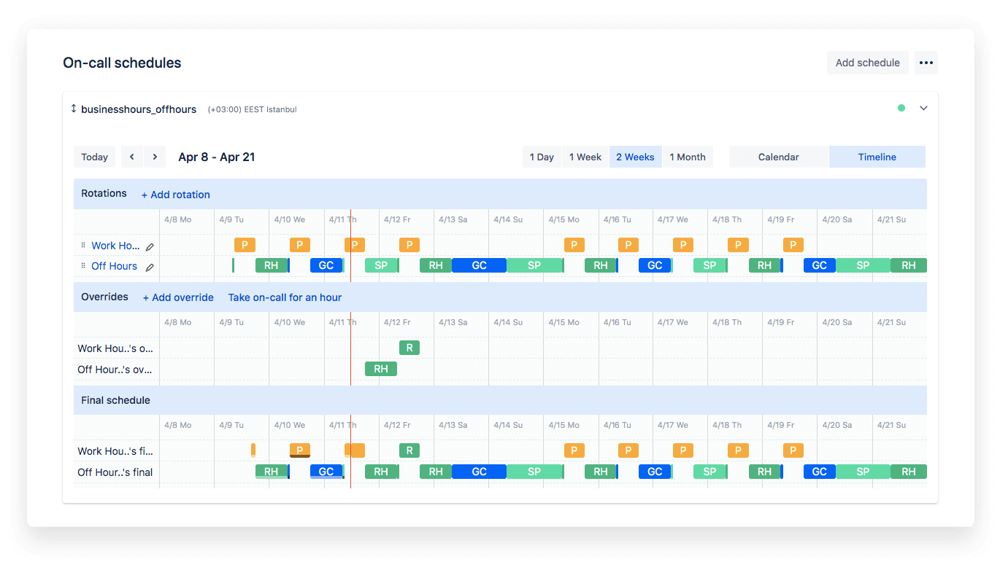 On-call schedules Add schedule
businesshours_offhours (+03:00) EEST Istanbul
Today Apr 8 - Apr 21 1 Day 1 Week 2 Weeks 1 Month Calendar Timeline
Rotations + Add rotation
4/8 Mo 4/9 Tu 4/10 We 4/11 Th 4/12 Fr 4/13 Sa 4/14 Su 4/15 Mo 4/16 Tu 4/17 We 4/18 Th 4/19 Fr 4/20 Sa 4/21 Su
Work Ho... P P P P P P P P P
Off Hours RH GC SP RH GC SP RH GC SP RH GC SP RH
Overrides + Add override Take on-call for an hour
4/8 Mo 4/9 Tu 4/10 We 4/11 Th 4/12 Fr 4/13 Sa 4/14 Su 4/15 Mo 4/16 Tu 4/17 We 4/18 Th 4/19 Fr 4/20 Sa 4/21 Su
Work Hou..'s o... R
Off Hour..'s ov... RH
Final schedule
4/8 Mo 4/9 Tu 4/10 We 4/11 Th 4/12 Fr 4/13 Sa 4/14 Su 4/15 Mo 4/16 Tu 4/17 We 4/18 Th 4/19 Fr 4/20 Sa 4/21 Su
Work Hou..'s fi... P R P P P P P
Off Hour..'s final RH GC RH RH GC SP RH GC SP RH GC SP RH